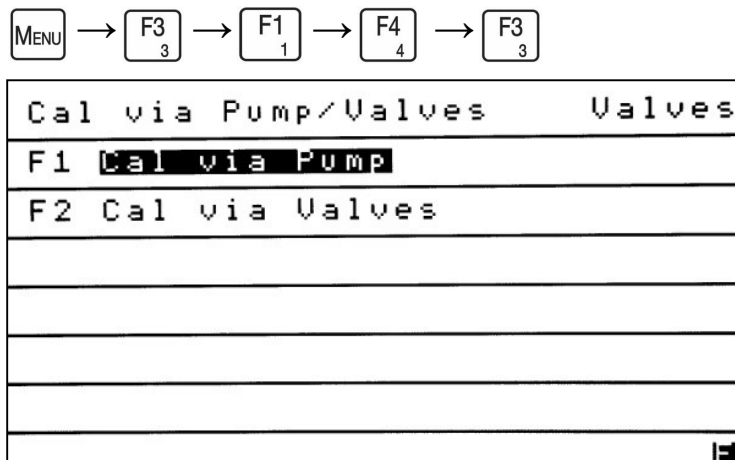 MENU → F3 3 → F1 1 → F4 4 → F3 3
Cal via Pump/Valves Valves
F1 Cal via Pump
F2 Cal via Valves